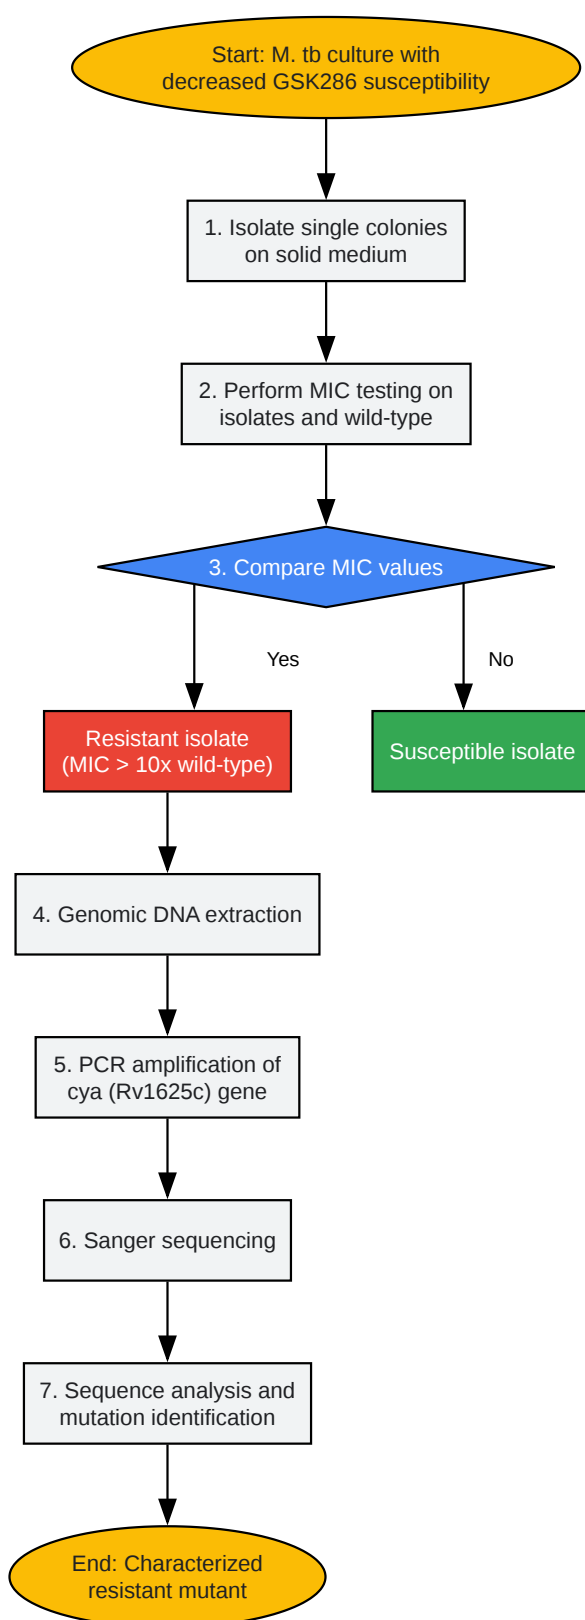 Start: M. tb culture with
decreased GSK286 susceptibility
1. Isolate single colonies
on solid medium
2. Perform MIC testing on
isolates and wild-type
3. Compare MIC values
Yes
No
Resistant isolate
(MIC > 10x wild-type)
Susceptible isolate
4. Genomic DNA extraction
5. PCR amplification of
cya (Rv1625c) gene
6. Sanger sequencing
7. Sequence analysis and
mutation identification
End: Characterized
resistant mutant